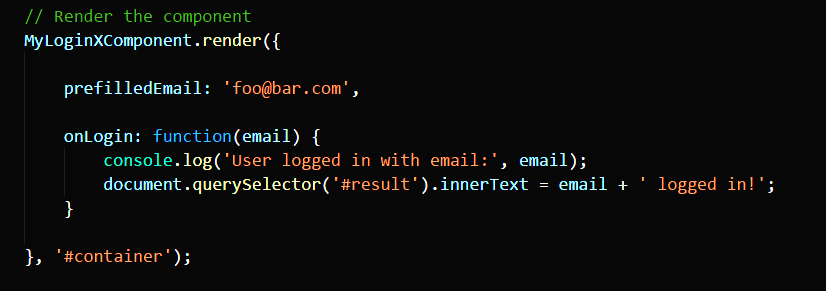 // Render the component
MyLoginXComponent.render({
prefilledEmail: 'foo@bar.com',
onLogin: function(email) {
console.log('User logged in with email:', email);
document.querySelector('#result').innerText = email + ' logged in!';
}
}, '#container');